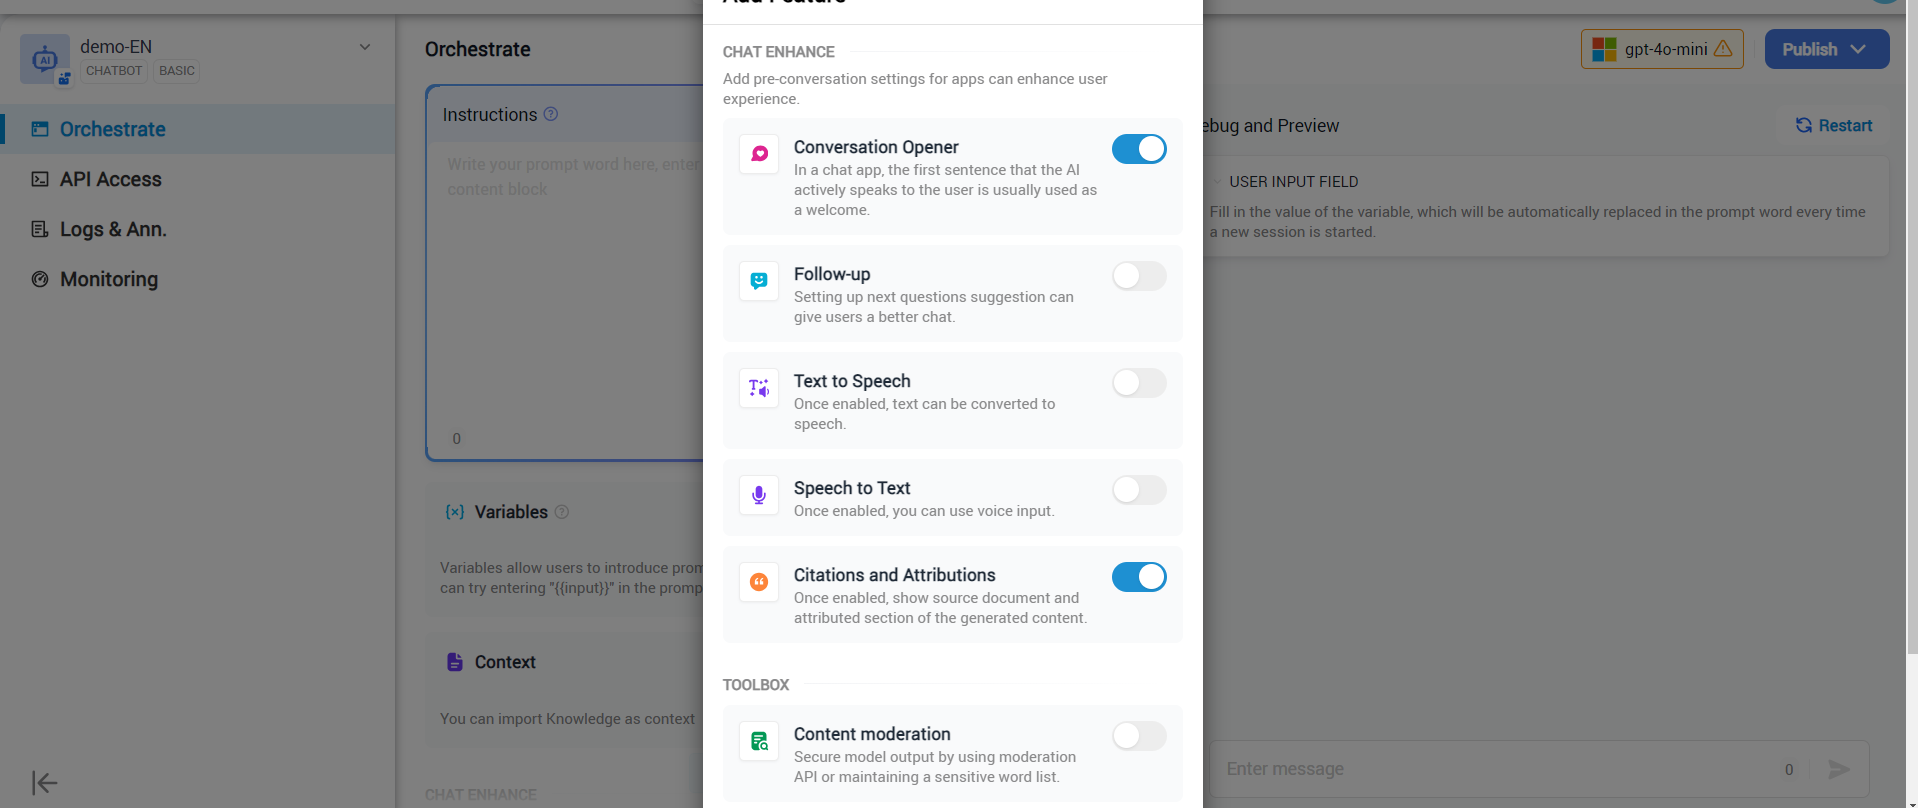 demo-EN
CHATBOT
BASIC
Orchestrate
API Access
Logs & Ann.
Monitoring
Orchestrate
Instructions
Write your prompt word here, enter
content block
0
Variables
Variables allow users to introduce
can try entering "{{input}}" in the
Context
You can import Knowledge as context
CHAT ENHANCE
Add Feature
CHAT ENHANCE
Add pre-conversation settings for apps can enhance user
experience.
Conversation Opener
In a chat app, the first sentence that the AI
actively speaks to the user is usually used as
a welcome.
Follow-up
Setting up next questions suggestion can
give users a better chat.
Text to Speech
Once enabled, text can be converted to
speech.
Speech to Text
Once enabled, you can use voice input.
Citations and Attributions
Once enabled, show source document and
attributed section of the generated content.
TOOLBOX
Content moderation
Secure model output by using moderation
API or maintaining a sensitive word list.
gpt-4o-mini
Publish
ebug and Preview
Restart
USER INPUT FIELD
Fill in the value of the variable, which will be automatically replaced in the prompt word every time
a new session is started.
Enter message
0